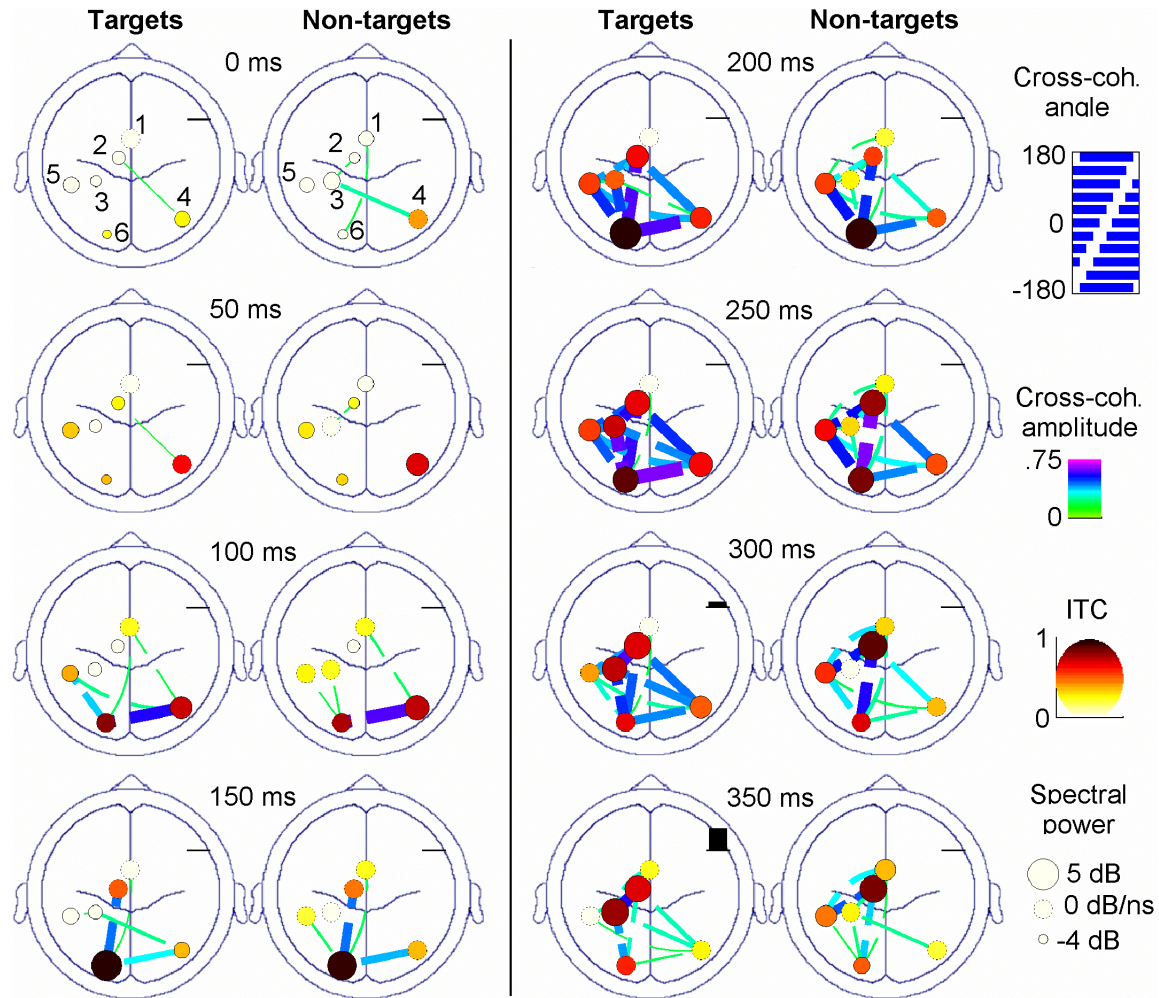 Targets Non-targets Targets Non-targets
0 ms 200 ms
1 2 3 4 5 6
1 2 3 4 5 6
Cross-coh.
angle
180
0
-180
50 ms 250 ms
Cross-coh.
amplitude
.75
0
100 ms 300 ms
ITC
1
0
150 ms 350 ms
Spectral
power
5 dB
0 dB/ns
-4 dB